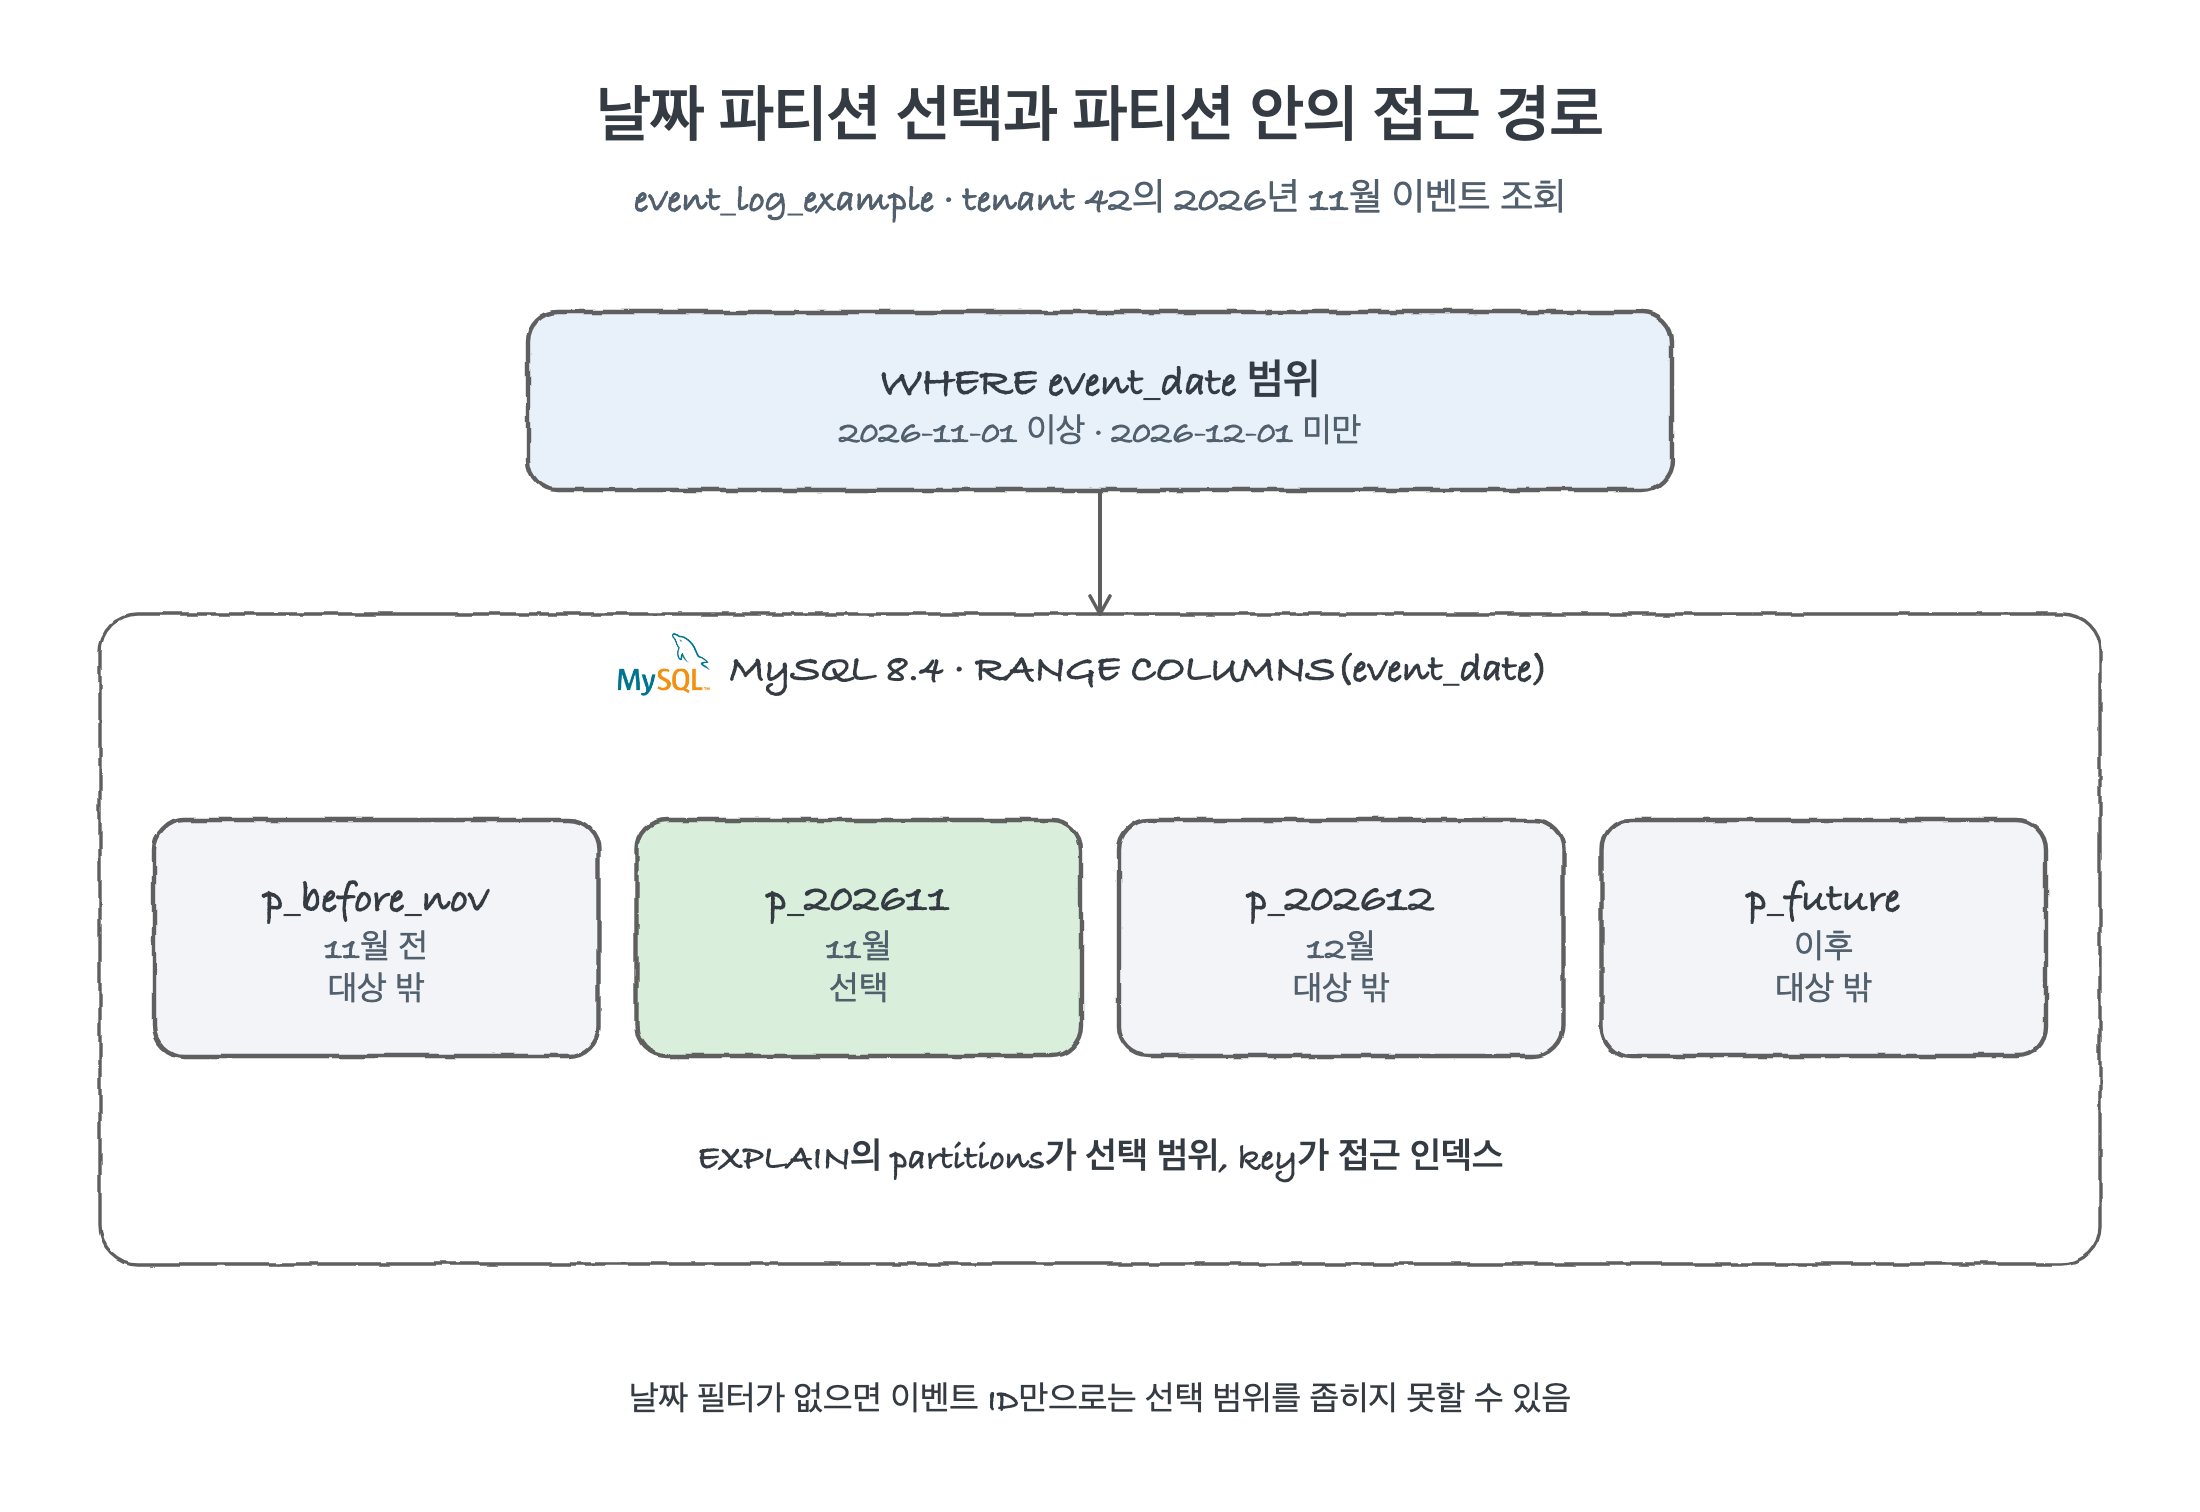 날짜 파티션 선택과 파티션 안의 접근 경로
event_log_example · tenant 42의 2026년 11월 이벤트 조회
WHERE event_date 범위
2026-11-01 이상 · 2026-12-01 미만
MySQL™ MySQL 8.4 · RANGE COLUMNS(event_date)
p_before_nov
11월 전
대상 밖
p_202611
11월
선택
p_202612
12월
대상 밖
p_future
이후
대상 밖
EXPLAIN의 partitions가 선택 범위, key가 접근 인덱스
날짜 필터가 없으면 이벤트 ID만으로는 선택 범위를 좁히지 못할 수 있음